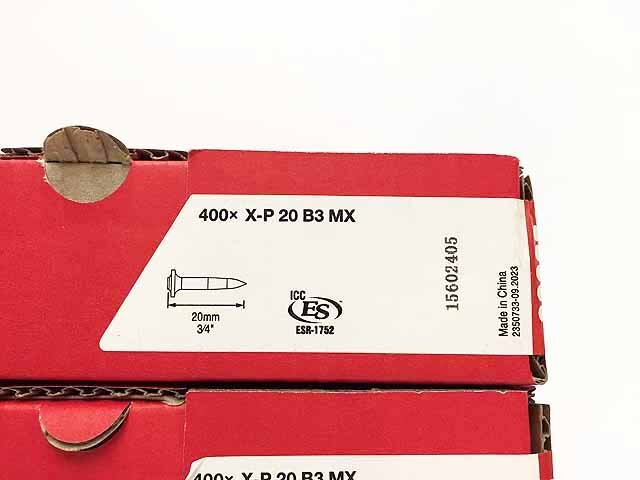 400× X-P 20 B3 MX
20mm
3/4"
ICC
ES
ESR-1752
15602405
Made in China
2350733-09.2023
400× X-P 20 B3 MX